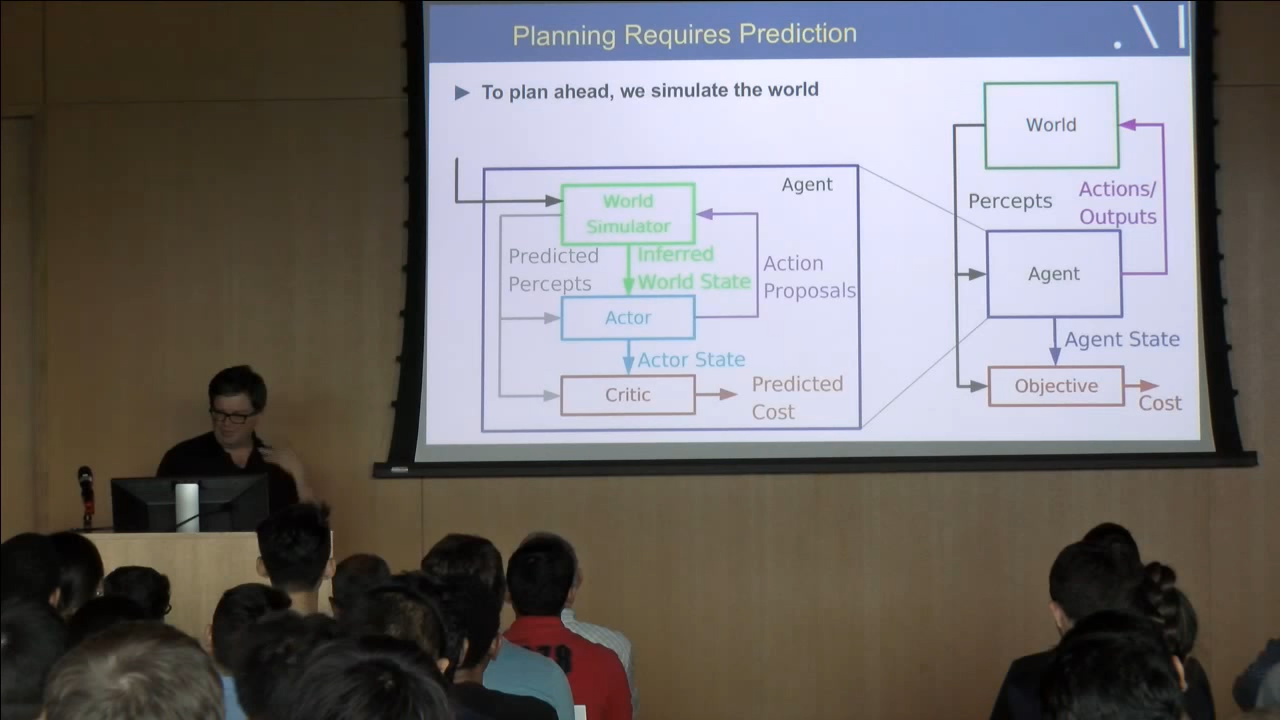 Planning Requires Prediction
.\|
To plan ahead, we simulate the world
World
Agent
World
Simulator
Percepts
Actions/
Outputs
Predicted
Percepts
Inferred
World State
Action
Proposals
Agent
Actor
Agent State
Actor State
Critic
Predicted
Cost
Objective
Cost